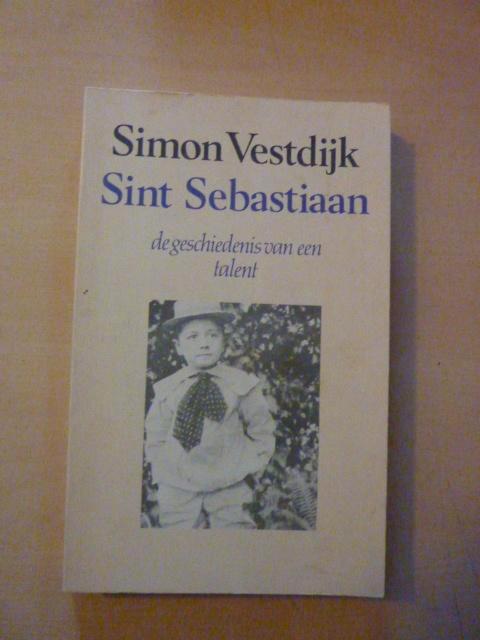 Simon Vestdijk
Sint Sebastiaan
de geschiedenis van een
talent